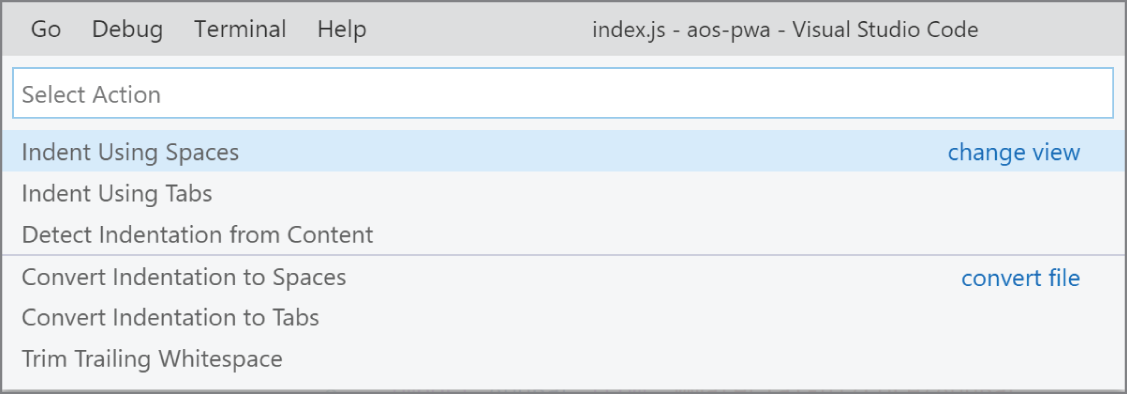 Go Debug Terminal Help index.js - aos-pwa - Visual Studio Code
Select Action
Indent Using Spaces change view
Indent Using Tabs
Detect Indentation from Content
Convert Indentation to Spaces convert file
Convert Indentation to Tabs
Trim Trailing Whitespace